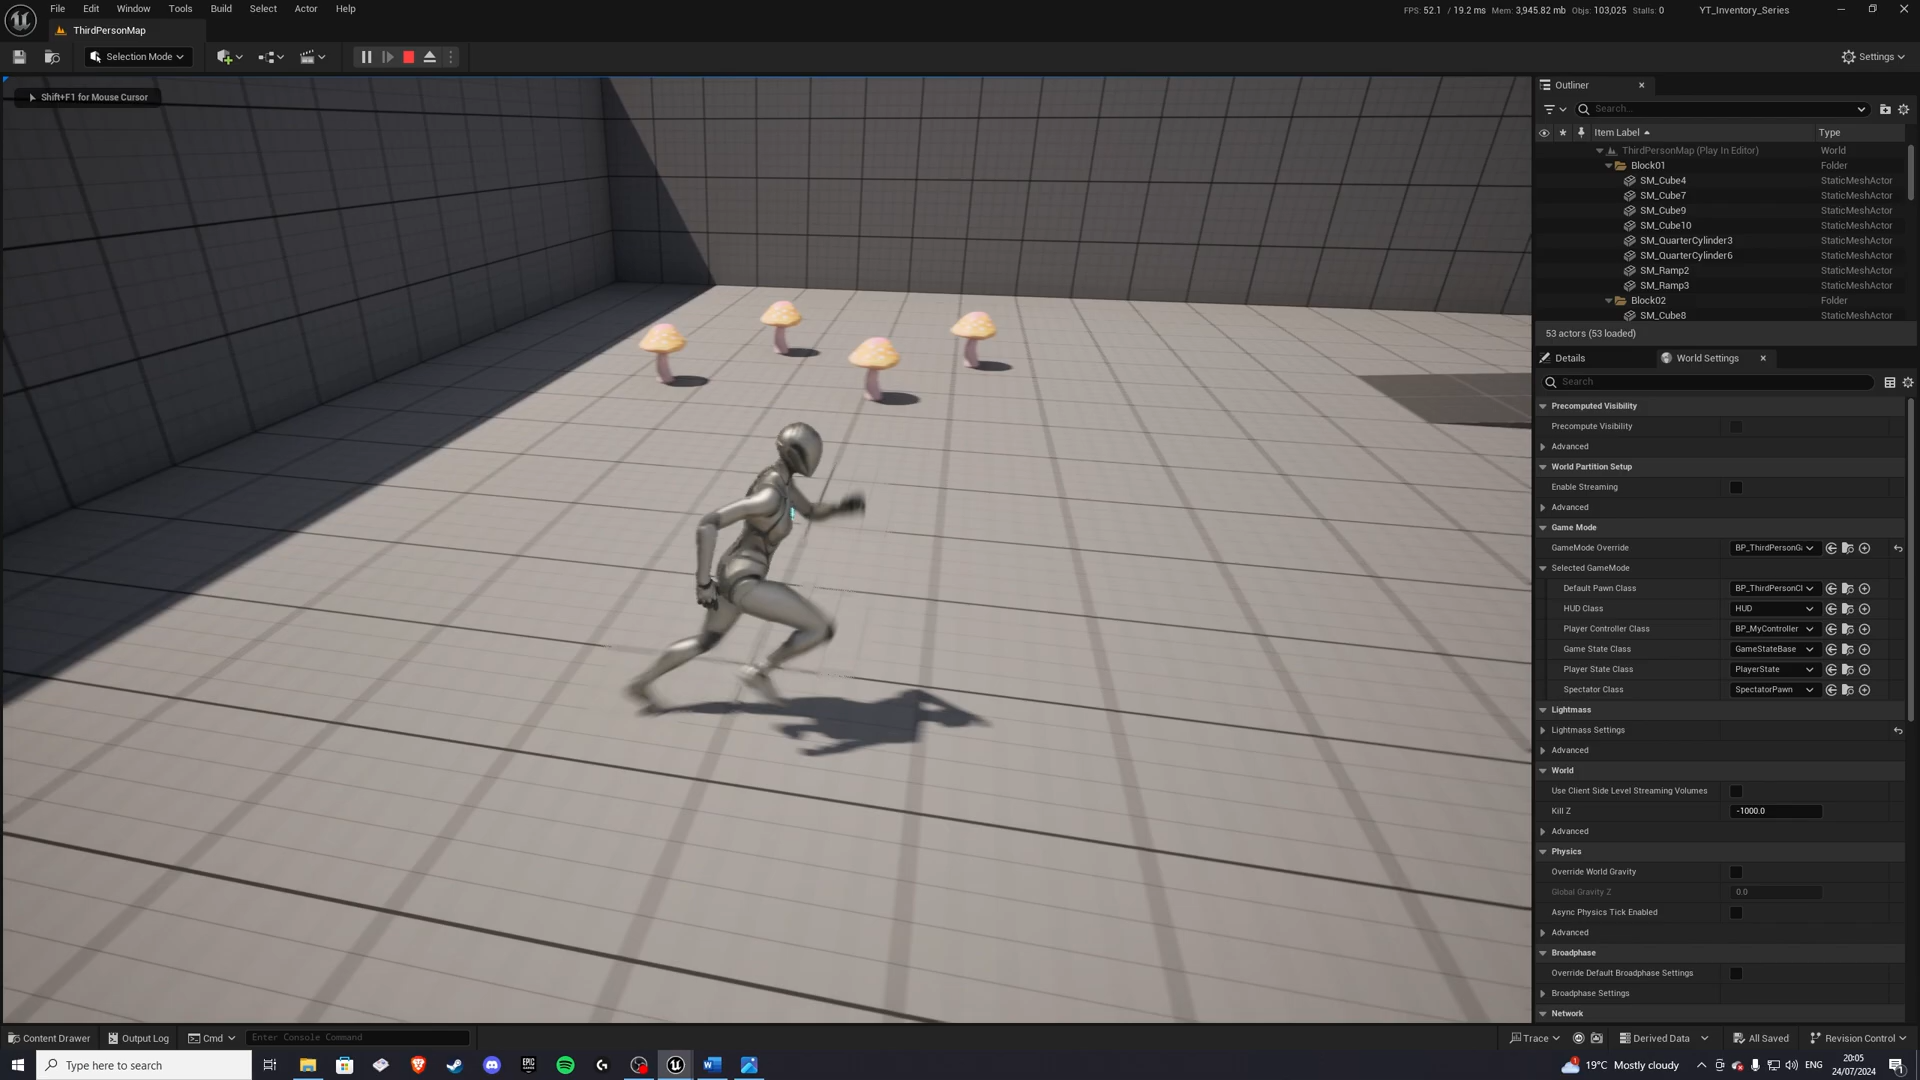 File Edit Window Tools Build Select Actor Help
FPS: 52.1 / 19.2 ms Mem: 3,945.82 mb Objs: 103,025 Stalls: 0 YT_Inventory_Series
ThirdPersonMap
Selection Mode
Settings
Shift+F1 for Mouse Cursor
Outliner
Search...
Item Label Type
ThirdPersonMap (Play In Editor) World
Block01 Folder
SM_Cube4 StaticMeshActor
SM_Cube7 StaticMeshActor
SM_Cube9 StaticMeshActor
SM_Cube10 StaticMeshActor
SM_QuarterCylinder3 StaticMeshActor
SM_QuarterCylinder6 StaticMeshActor
SM_Ramp2 StaticMeshActor
SM_Ramp3 StaticMeshActor
Block02 Folder
SM_Cube8 StaticMeshActor
53 actors (53 loaded)
Details World Settings
Search
Precomputed Visibility
Precompute Visibility
Advanced
World Partition Setup
Enable Streaming
Advanced
Game Mode
GameMode Override BP_ThirdPersonGa
Selected GameMode
Default Pawn Class BP_ThirdPersonCl
HUD Class HUD
Player Controller Class BP_MyController
Game State Class GameStateBase
Player State Class PlayerState
Spectator Class SpectatorPawn
Lightmass
Lightmass Settings
Advanced
World
Use Client Side Level Streaming Volumes
Kill Z -1000.0
Advanced
Physics
Override World Gravity
Global Gravity Z 0.0
Async Physics Tick Enabled
Advanced
Broadphase
Override Default Broadphase Settings
Broadphase Settings
Network
Content Drawer Output Log Cmd Enter Console Command
Trace Derived Data All Saved Revision Control
Type here to search
EPIC GAMES
19°C Mostly cloudy
ENG
20:05
24/07/2024